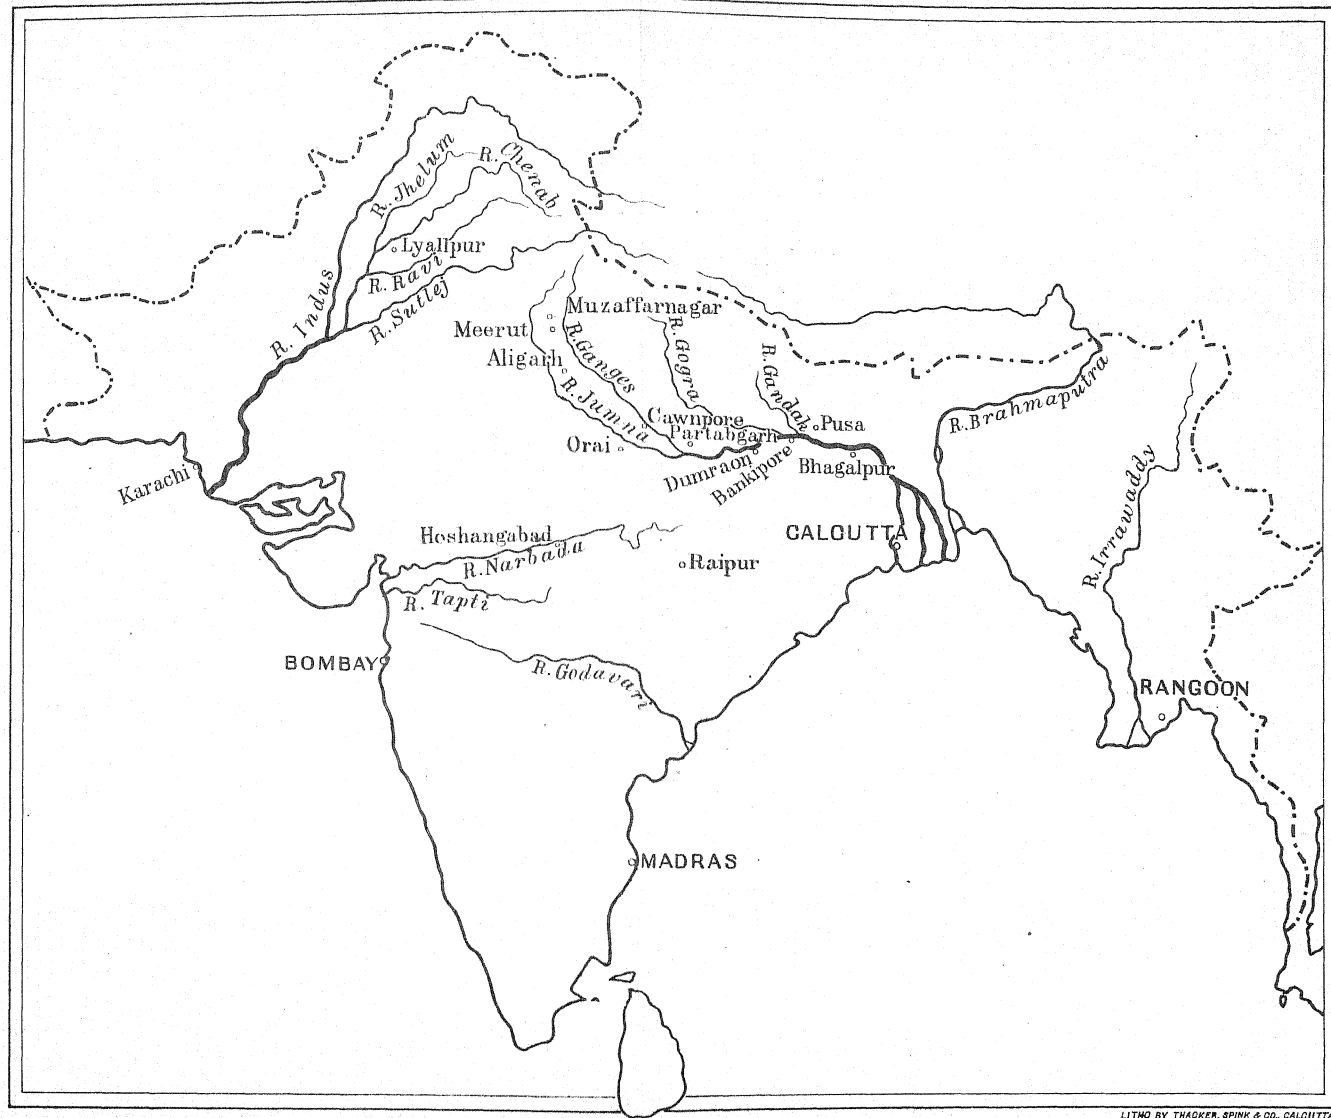 R. Jhelum
R. Chenab
Lyallpur
R. Ravi
R. Indus
R. Sutlej
Muzaffarnagar
Meerut
Aligarh
R. Ganges
R. Gogra
R. Gandak
R. Jumna
Cawnpore
Partabgarh
Pusa
R. Brahmaputra
Orai
Dumraon
Bankipore
Bhagalpur
Karachi
R. Irrawaddy
Hoshangabad
CALCUTTA
R. Narbada
Raipur
R. Tapti
BOMBAY
R. Godavari
RANGOON
MADRAS
LITHO BY THACKER, SPINK & CO., CALCUTTA